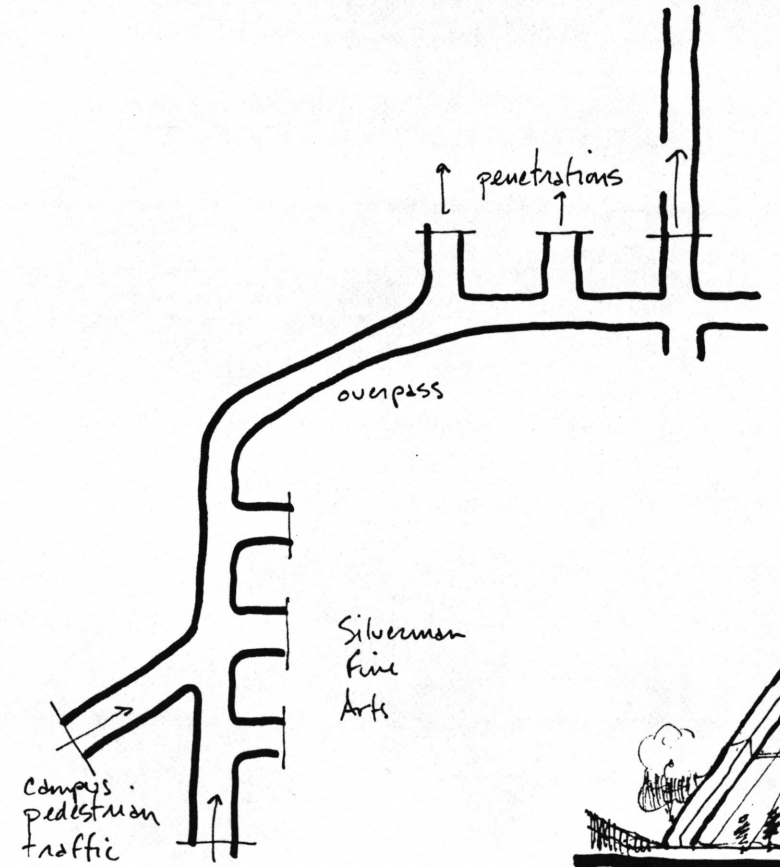 penetrations
overpass
Silverman
Fine
Arts
campus
pedestrian
traffic